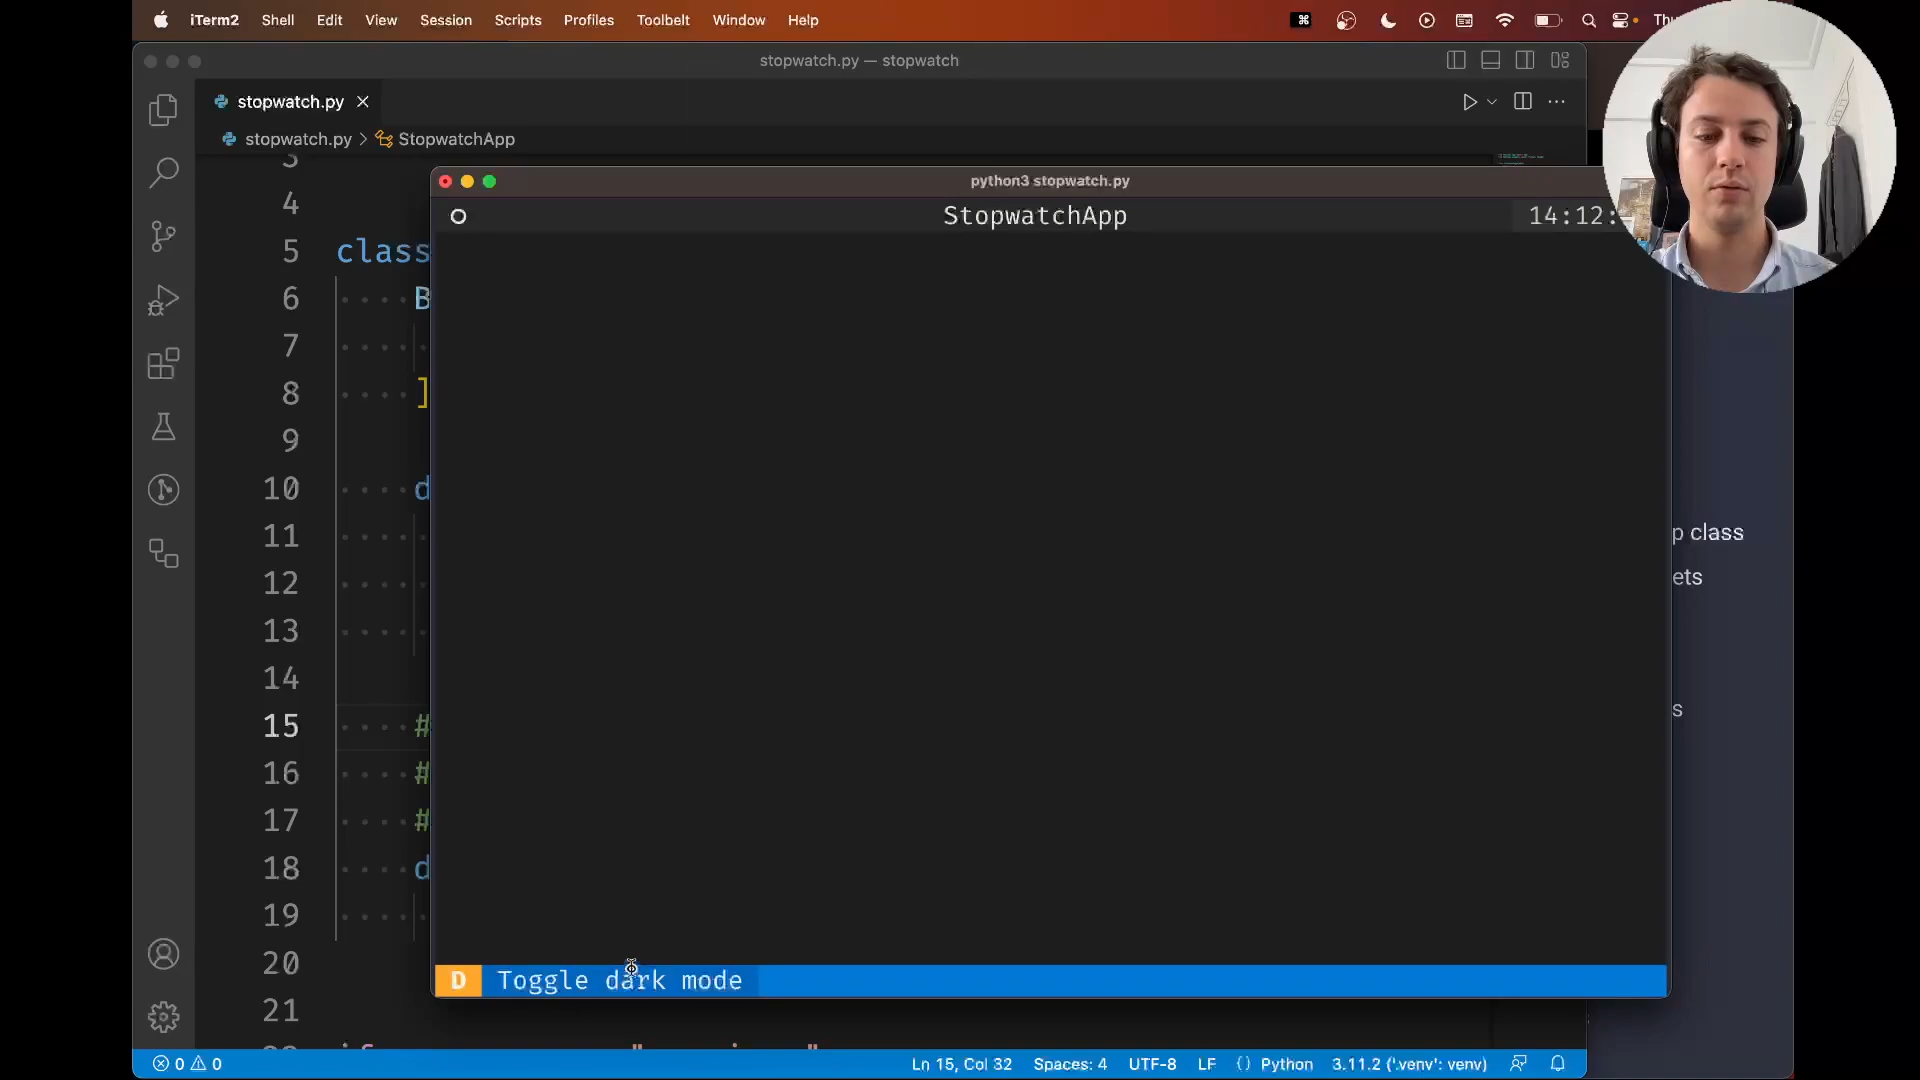 iTerm2 Shell Edit View Session Scripts Profiles Toolbelt Window Help
stopwatch.py — stopwatch
stopwatch.py
stopwatch.py > StopwatchApp
python3 stopwatch.py
StopwatchApp 14:12:
3
4
5 class
6 B
7
8 ]
9
10 d
11
12
13
14
15 #
16 #
17 #
18 d
19
20
21
p class
ets
s
D Toggle dark mode
0 0 Ln 15, Col 32 Spaces: 4 UTF-8 LF {} Python 3.11.2 ('.venv': venv)